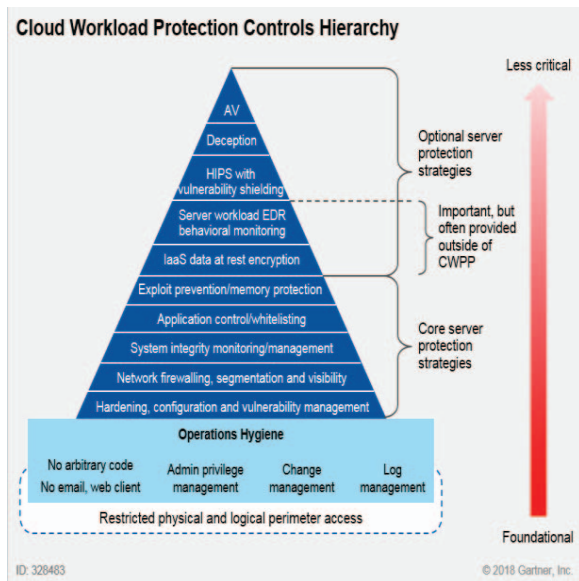 Cloud Workload Protection Controls Hierarchy
Less critical
AV
Deception
HIPS with
vulnerability shielding
Server workload EDR
behavioral monitoring
IaaS data at rest encryption
Exploit prevention/memory protection
Application control/whitelisting
System integrity monitoring/management
Network firewalling, segmentation and visibility
Hardening, configuration and vulnerability management
Optional server
protection
strategies
Important, but
often provided
outside of
CWPP
Core server
protection
strategies
Operations Hygiene
No arbitrary code
No email, web client
Admin privilege
management
Change
management
Log
management
Restricted physical and logical perimeter access
Foundational
ID: 328483
© 2018 Gartner, Inc.